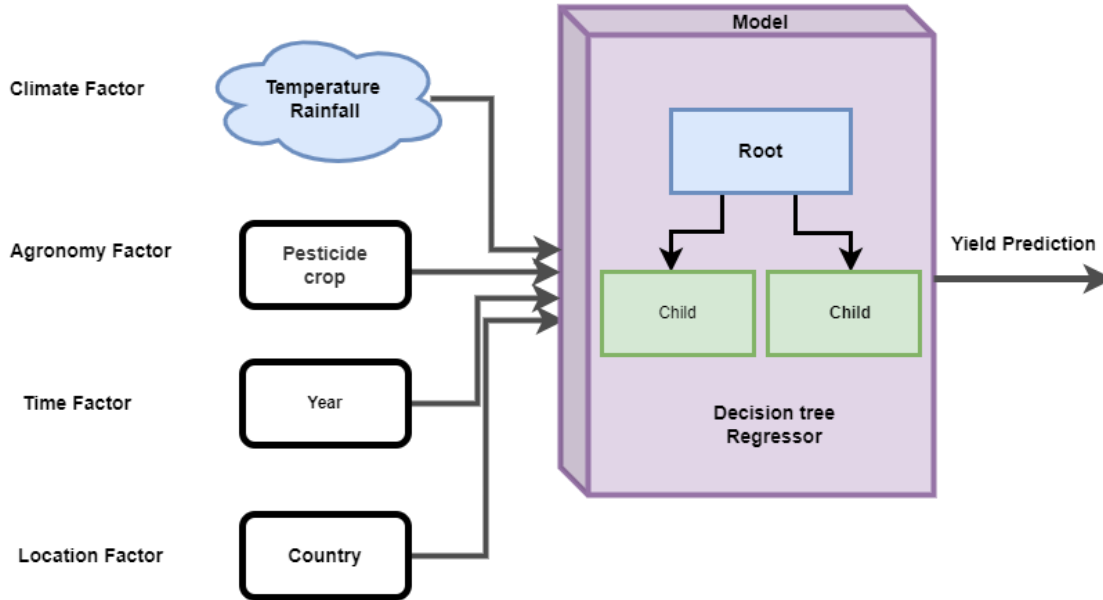 Model
Climate Factor
Temperature
Rainfall
Root
Agronomy Factor
Pesticide
crop
Yield Prediction
Child
Child
Time Factor
Year
Decision tree
Regressor
Location Factor
Country